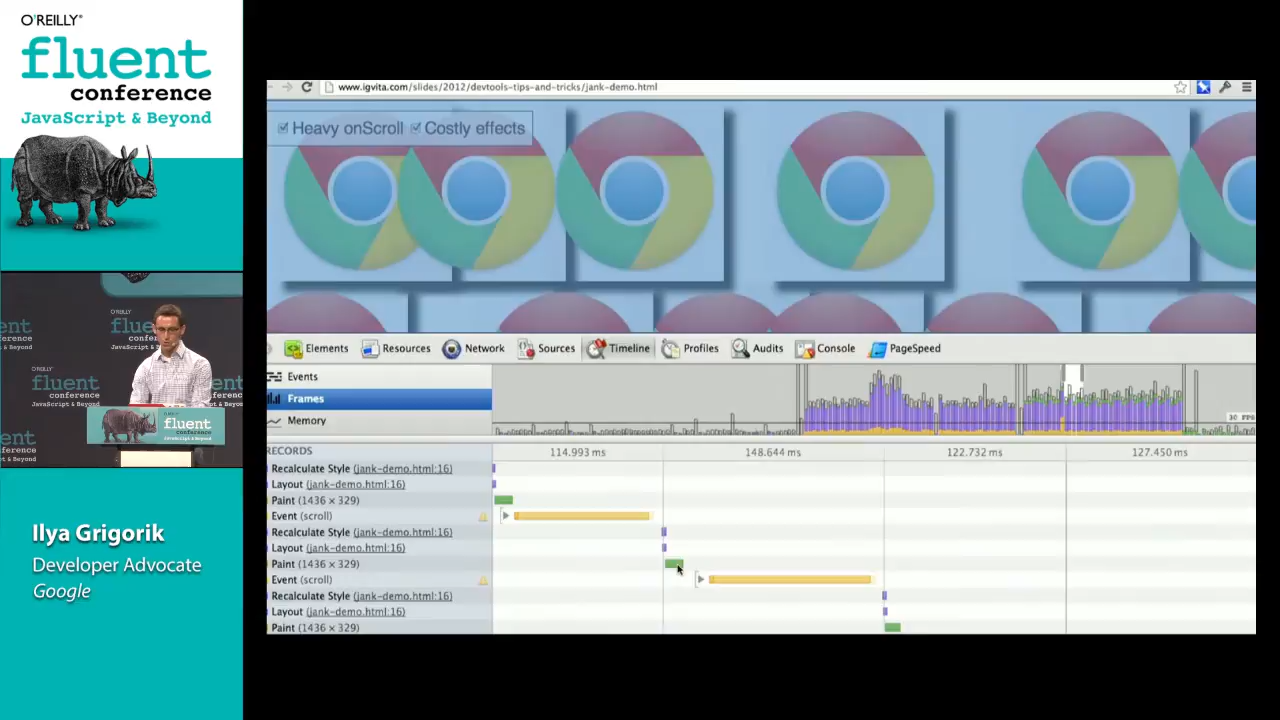 O'REILLY®
fluent
conference
JavaScript & Beyond
Ilya Grigorik
Developer Advocate
Google
www.igvita.com/slides/2012/devtools-tips-and-tricks/jank-demo.html
Heavy onScroll Costly effects
Elements Resources Network Sources Timeline Profiles Audits Console PageSpeed
Events
Frames
Memory
30 FPS
RECORDS 114.993 ms 148.644 ms 122.732 ms 127.450 ms
Recalculate Style (jank-demo.html:16)
Layout (jank-demo.html:16)
Paint (1436 × 329)
Event (scroll)
Recalculate Style (jank-demo.html:16)
Layout (jank-demo.html:16)
Paint (1436 × 329)
Event (scroll)
Recalculate Style (jank-demo.html:16)
Layout (jank-demo.html:16)
Paint (1436 × 329)
fluent
conference